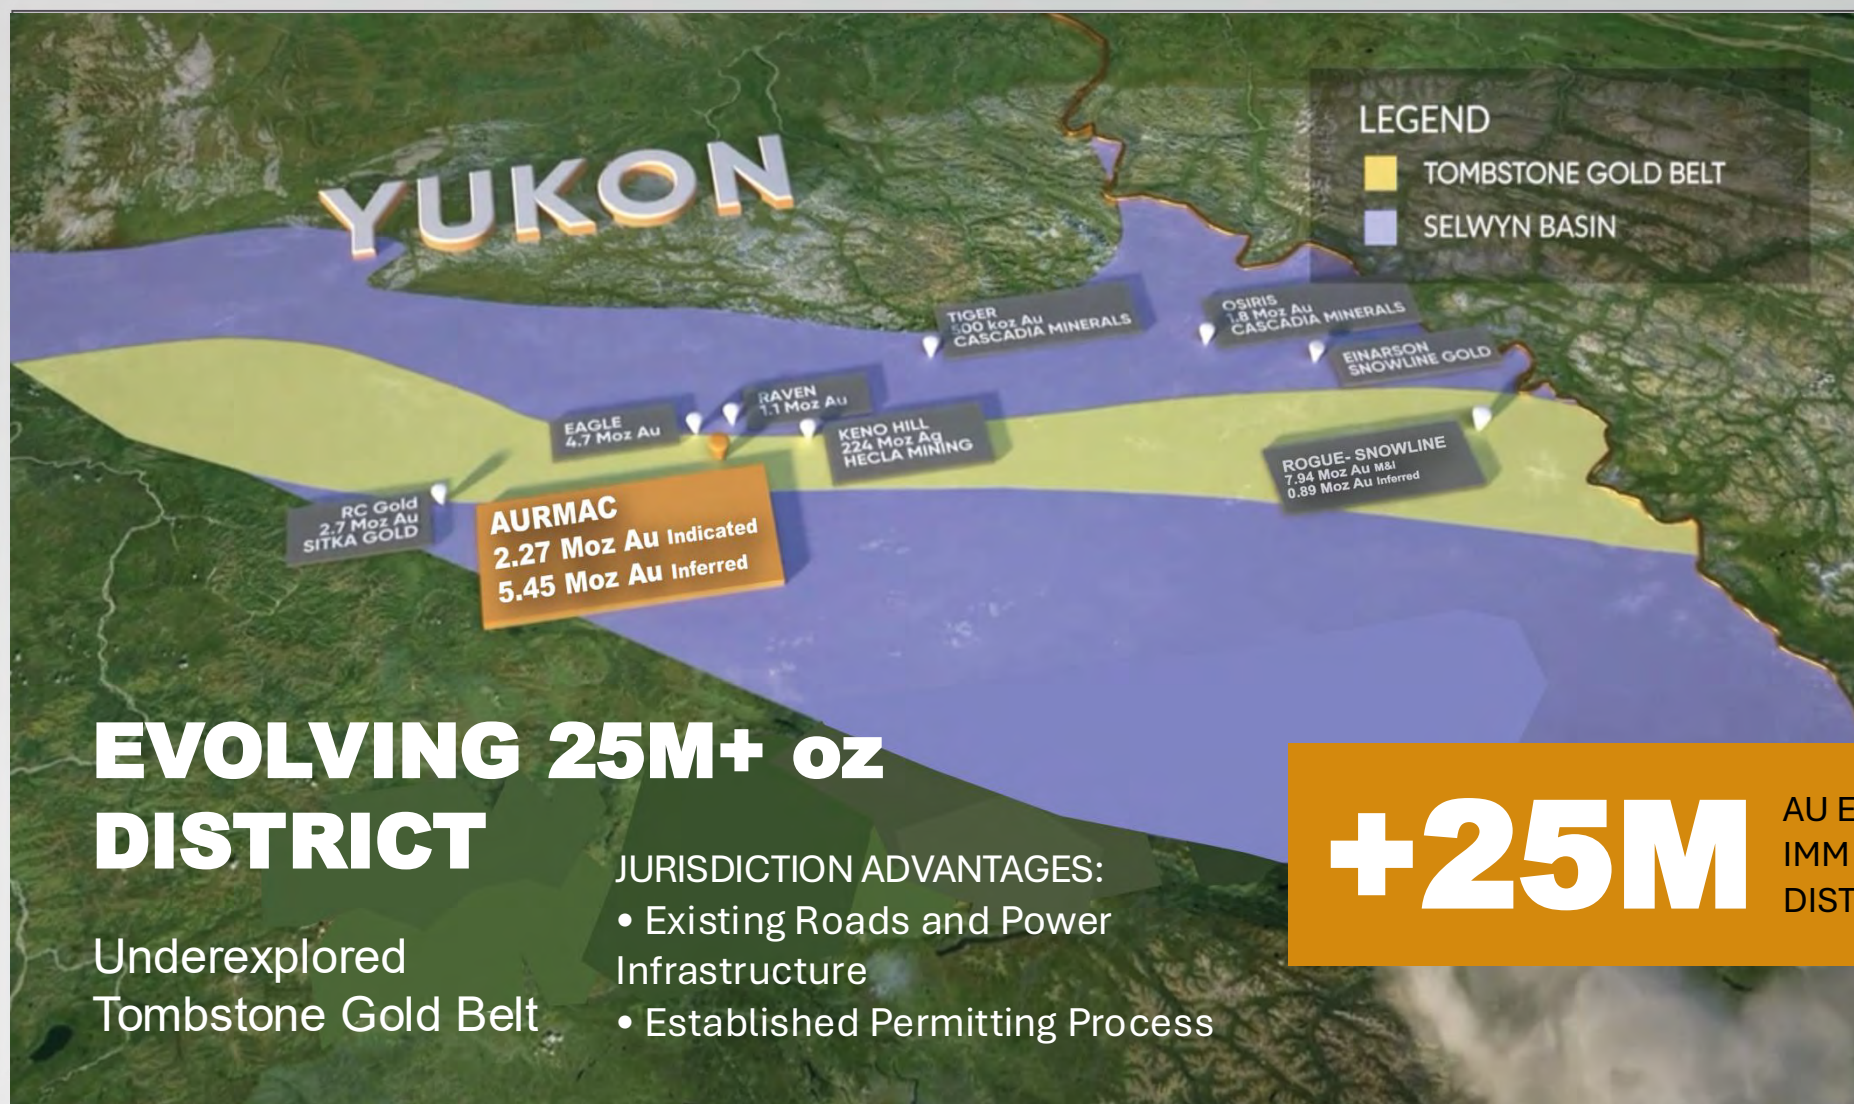 YUKON
LEGEND
TOMBSTONE GOLD BELT
SELWYN BASIN
TIGER
500 koz Au
CASCADIA MINERALS
OSIRIS
1.8 Moz Au
CASCADIA MINERALS
EINARSON
SNOWLINE GOLD
RAVEN
1.1 Moz Au
EAGLE
4.7 Moz Au
KENO HILL
224 Moz Ag
HECLA MINING
ROGUE- SNOWLINE
7.94 Moz Au M&I
0.89 Moz Au Inferred
RC Gold
2.7 Moz Au
SITKA GOLD
AURMAC
2.27 Moz Au Indicated
5.45 Moz Au Inferred
EVOLVING 25M+ oz
DISTRICT
Underexplored
Tombstone Gold Belt
JURISDICTION ADVANTAGES:
• Existing Roads and Power
Infrastructure
• Established Permitting Process
+25M
AU E
IMM
DIST